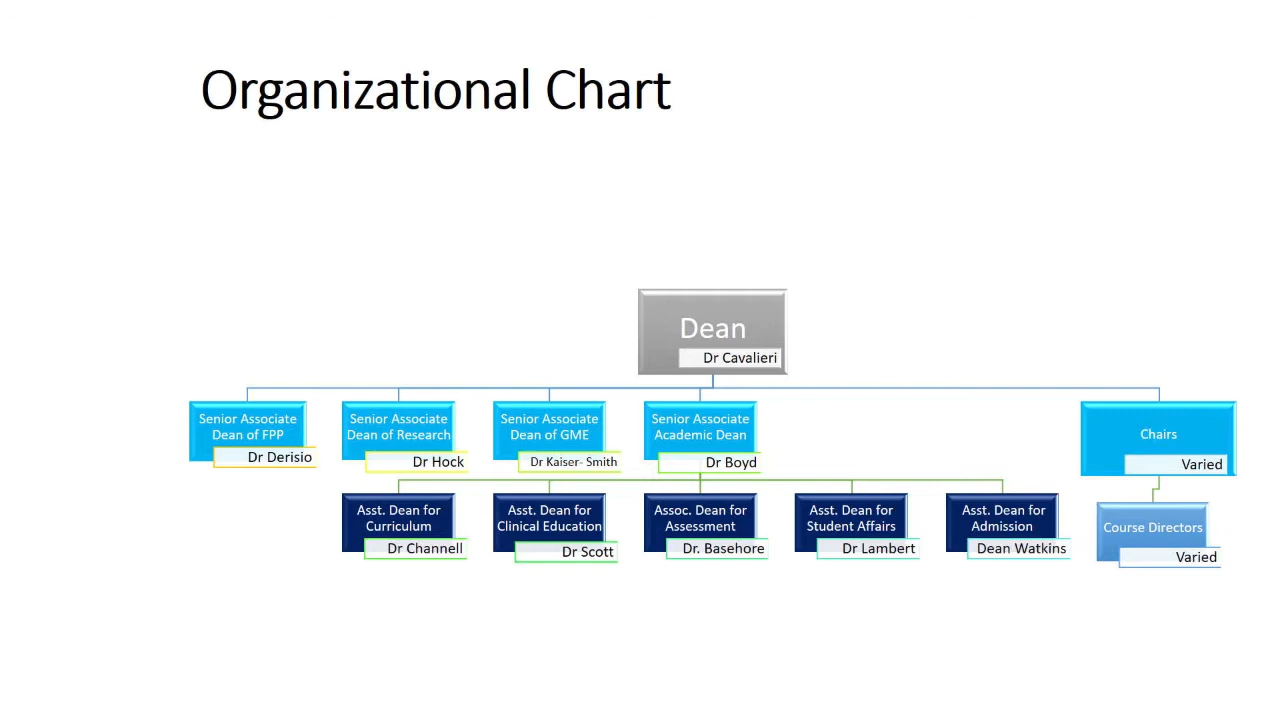 Organizational Chart
Dean
Dr Cavalieri
Senior Associate
Dean of FPP
Dr Derisio
Senior Associate
Dean of Research
Dr Hock
Senior Associate
Dean of GME
Dr Kaiser- Smith
Senior Associate
Academic Dean
Dr Boyd
Chairs
Varied
Asst. Dean for
Curriculum
Dr Channell
Asst. Dean for
Clinical Education
Dr Scott
Assoc. Dean for
Assessment
Dr. Basehore
Asst. Dean for
Student Affairs
Dr Lambert
Asst. Dean for
Admission
Dean Watkins
Course Directors
Varied